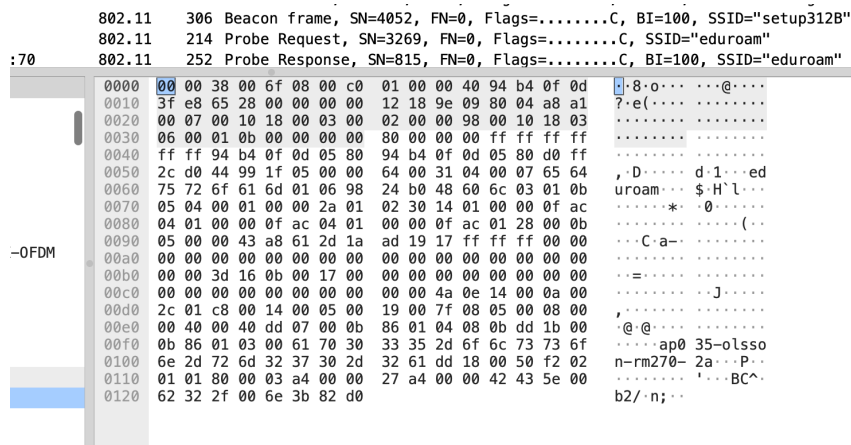 802.11 306 Beacon frame, SN=4052, FN=0, Flags=........C, BI=100, SSID="setup312B"
802.11 214 Probe Request, SN=3269, FN=0, Flags=........C, SSID="eduroam"
:70 802.11 252 Probe Response, SN=815, FN=0, Flags=........C, BI=100, SSID="eduroam"
0000 00 00 38 00 6f 08 00 c0 01 00 00 40 94 b4 0f 0d ··8·o··· ···@····
0010 3f e8 65 28 00 00 00 00 12 18 9e 09 80 04 a8 a1 ?·e(···· ········
0020 00 07 00 10 18 00 03 00 02 00 00 98 00 10 18 03 ········ ········
0030 06 00 01 0b 00 00 00 00 80 00 00 00 ff ff ff ff ········ ········
0040 ff ff 94 b4 0f 0d 05 80 94 b4 0f 0d 05 80 d0 ff ········ ········
0050 2c d0 44 99 1f 05 00 00 64 00 31 04 00 07 65 64 ,·D····· d·1···ed
0060 75 72 6f 61 6d 01 06 98 24 b0 48 60 6c 03 01 0b uroam··· $·H`l···
0070 05 04 00 01 00 00 2a 01 02 30 14 01 00 00 0f ac ······*· ·0······
0080 04 01 00 00 0f ac 04 01 00 00 0f ac 01 28 00 0b ········ ·····(··
0090 05 00 00 43 a8 61 2d 1a ad 19 17 ff ff ff 00 00 ···C·a-· ········
00a0 00 00 00 00 00 00 00 00 00 00 00 00 00 00 00 00 ········ ········
00b0 00 00 3d 16 0b 00 17 00 00 00 00 00 00 00 00 00 ··=····· ········
00c0 00 00 00 00 00 00 00 00 00 00 4a 0e 14 00 0a 00 ········ ··J·····
-OFDM
00d0 2c 01 c8 00 14 00 05 00 19 00 7f 08 05 00 08 00 ,······· ········
00e0 00 40 00 40 dd 07 00 0b 86 01 04 08 0b dd 1b 00 ·@·@···· ········
00f0 0b 86 01 03 00 61 70 30 33 35 2d 6f 6c 73 73 6f ·····ap0 35-olsso
0100 6e 2d 72 6d 32 37 30 2d 32 61 dd 18 00 50 f2 02 n-rm270- 2a···P··
0110 01 01 80 00 03 a4 00 00 27 a4 00 00 42 43 5e 00 ········ '···BC^·
0120 62 32 2f 00 6e 3b 82 d0 b2/·n;··